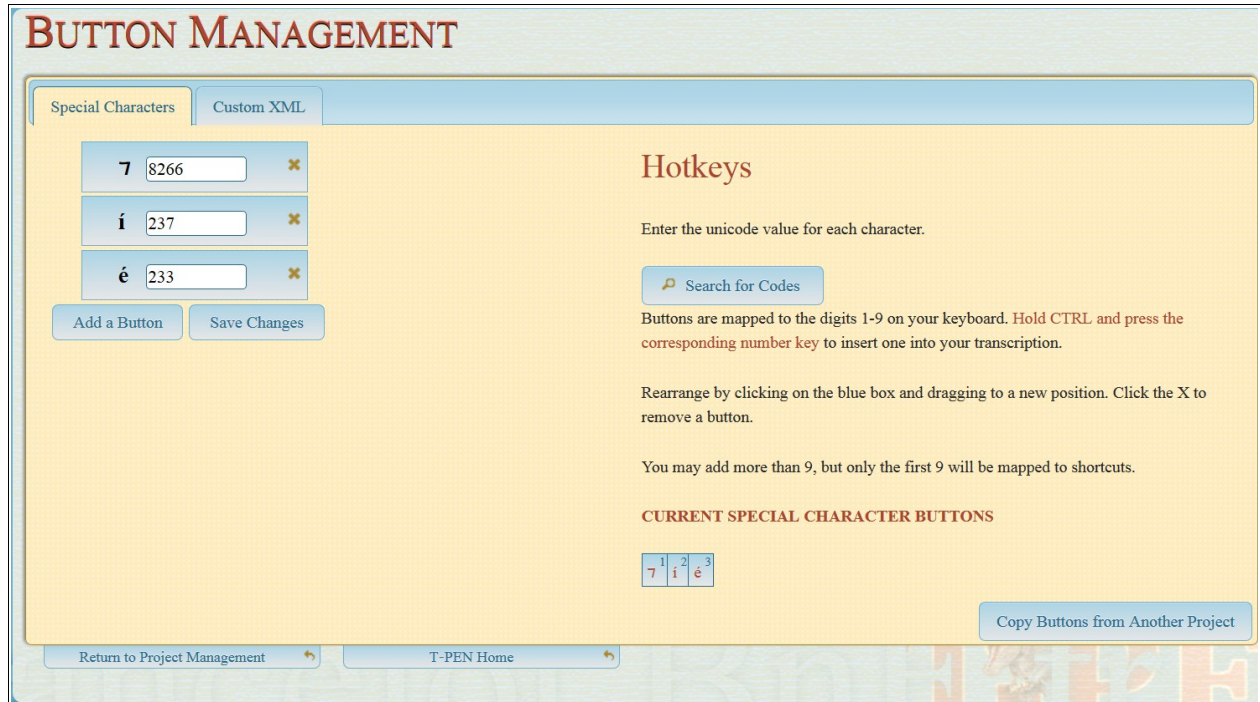 BUTTON MANAGEMENT
Special Characters
Custom XML
⁊ 8266
í 237
é 233
Add a Button
Save Changes
Hotkeys
Enter the unicode value for each character.
Search for Codes
Buttons are mapped to the digits 1-9 on your keyboard. Hold CTRL and press the
corresponding number key to insert one into your transcription.
Rearrange by clicking on the blue box and dragging to a new position. Click the X to
remove a button.
You may add more than 9, but only the first 9 will be mapped to shortcuts.
CURRENT SPECIAL CHARACTER BUTTONS
⁊ 1 í 2 é 3
Copy Buttons from Another Project
Return to Project Management
T-PEN Home